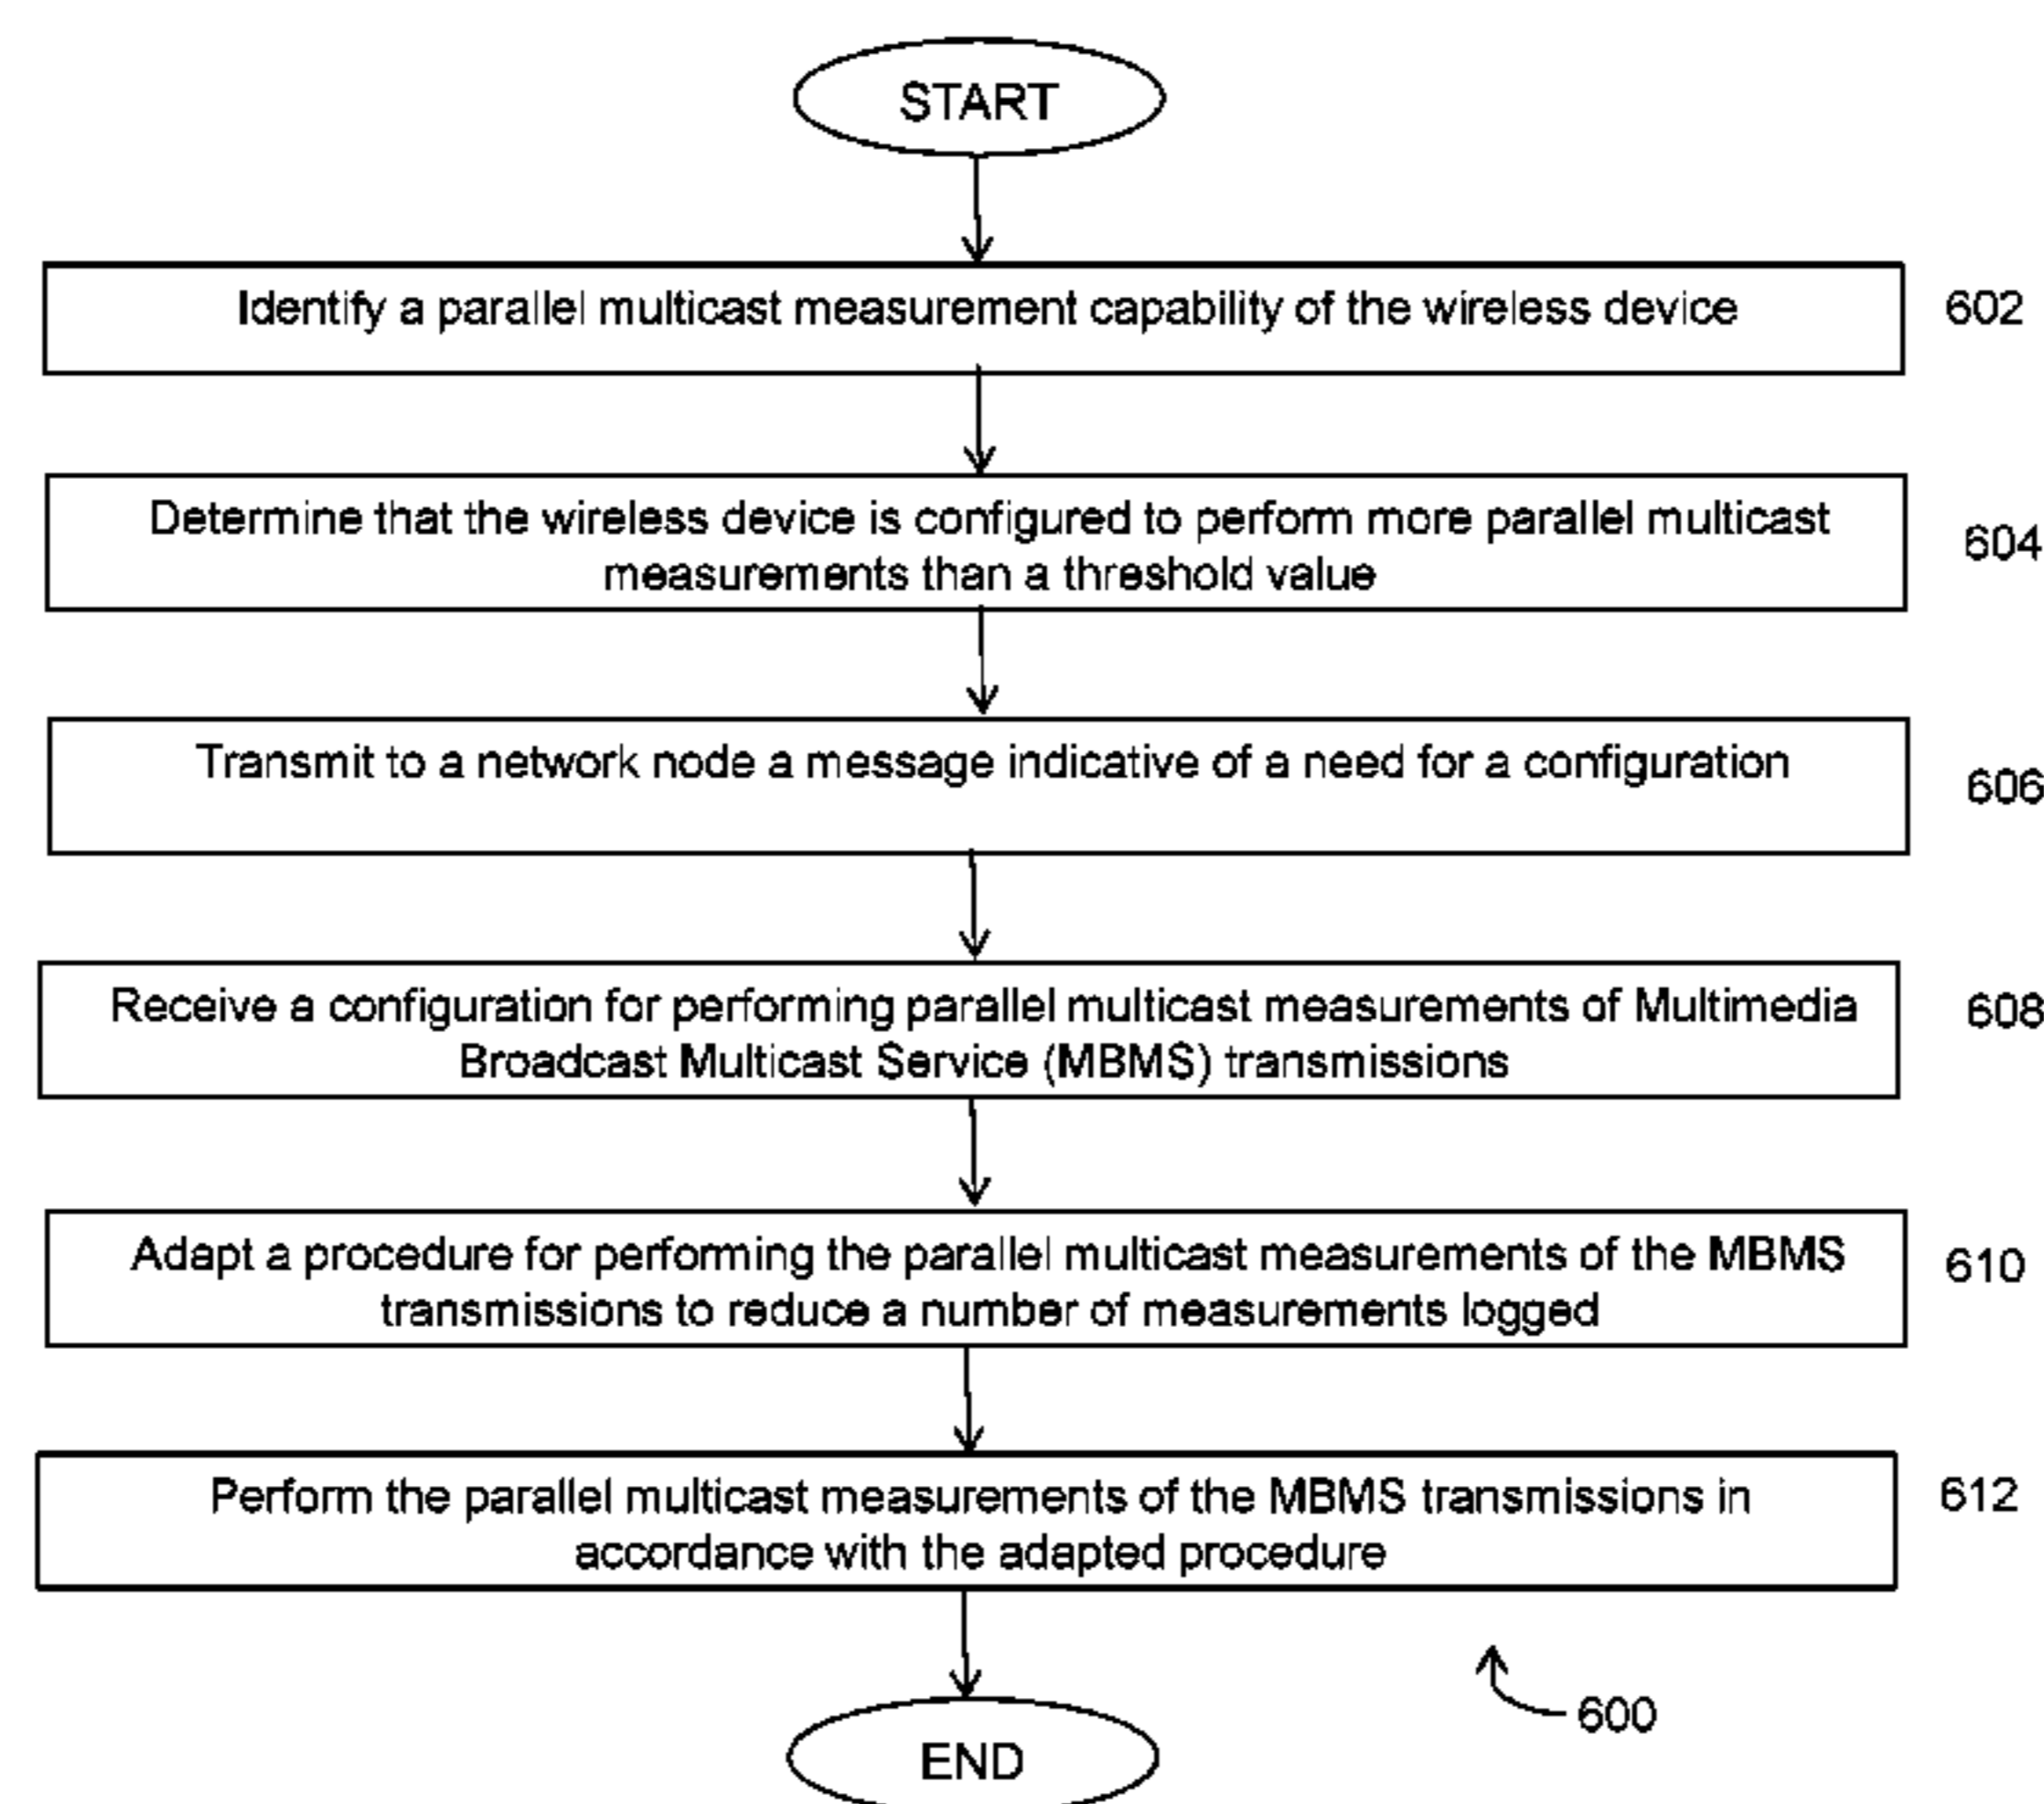 START
Identify a parallel multicast measurement capability of the wireless device
602
Determine that the wireless device is configured to perform more parallel multicast
measurements than a threshold value
604
Transmit to a network node a message indicative of a need for a configuration
606
Receive a configuration for performing parallel multicast measurements of Multimedia
Broadcast Multicast Service (MBMS) transmissions
608
Adapt a procedure for performing the parallel multicast measurements of the MBMS
transmissions to reduce a number of measurements logged
610
Perform the parallel multicast measurements of the MBMS transmissions in
accordance with the adapted procedure
612
600
END